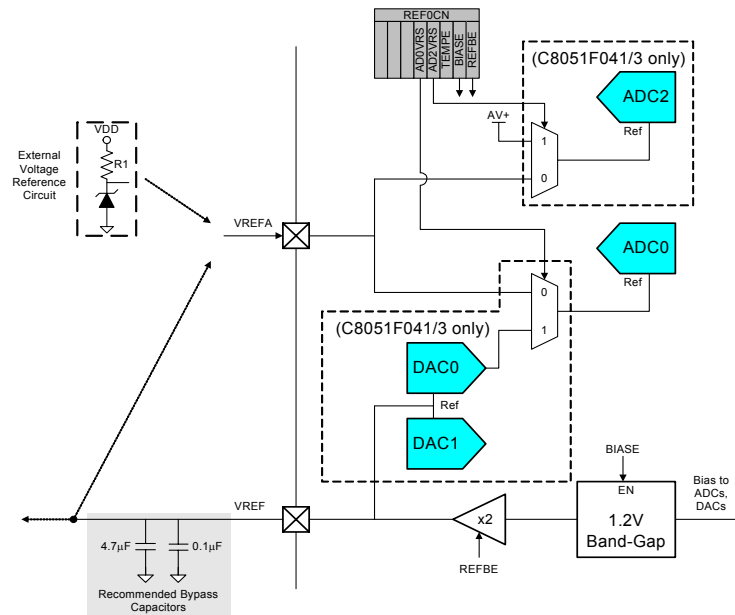 REF0CN
AD0VRS
AD2VRS
TEMPE
BIASE
REFBE
(C8051F041/3 only)
ADC2
Ref
AV+
1
0
VDD
R1
External
Voltage
Reference
Circuit
VREFA
ADC0
Ref
0
1
(C8051F041/3 only)
DAC0
Ref
DAC1
BIASE
EN
1.2V
Band-Gap
Bias to
ADCs,
DACs
VREF
x2
REFBE
4.7µF
0.1µF
Recommended Bypass
Capacitors